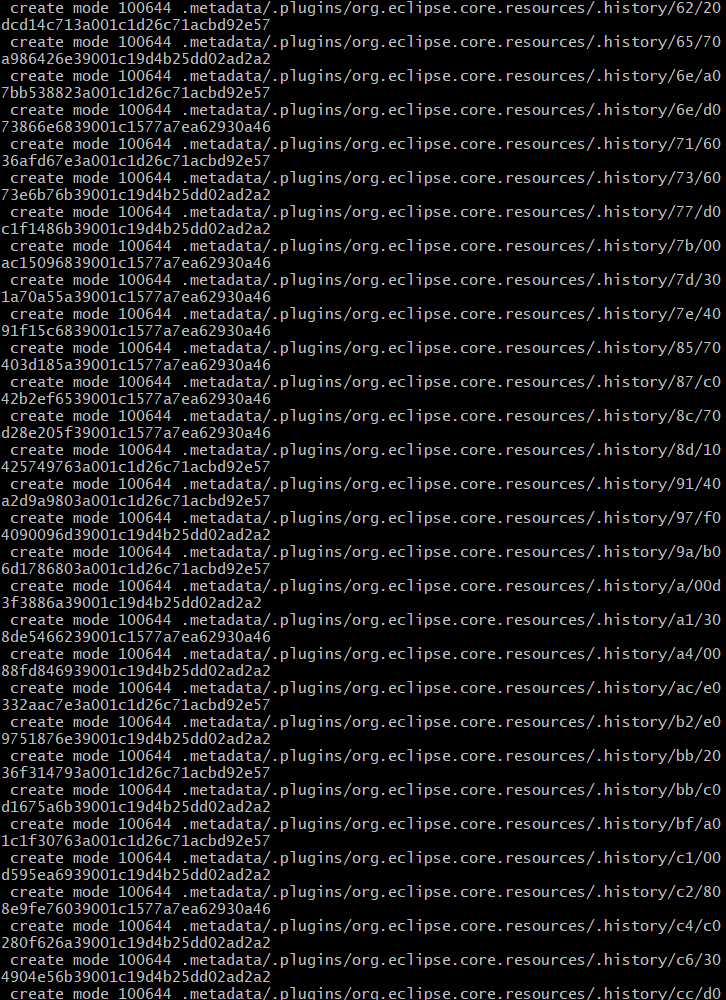 create mode 100644 .metadata/.plugins/org.eclipse.core.resources/.history/62/20
dcd14c713a001c1d26c71acbd92e57
create mode 100644 .metadata/.plugins/org.eclipse.core.resources/.history/65/70
a986426e39001c19d4b25dd02ad2a2
create mode 100644 .metadata/.plugins/org.eclipse.core.resources/.history/6e/a0
7bb538823a001c1d26c71acbd92e57
create mode 100644 .metadata/.plugins/org.eclipse.core.resources/.history/6e/d0
73866e6839001c1577a7ea62930a46
create mode 100644 .metadata/.plugins/org.eclipse.core.resources/.history/71/60
36afd67e3a001c1d26c71acbd92e57
create mode 100644 .metadata/.plugins/org.eclipse.core.resources/.history/73/60
73e6b76b39001c19d4b25dd02ad2a2
create mode 100644 .metadata/.plugins/org.eclipse.core.resources/.history/77/d0
c1f1486b39001c19d4b25dd02ad2a2
create mode 100644 .metadata/.plugins/org.eclipse.core.resources/.history/7b/00
ac15096839001c1577a7ea62930a46
create mode 100644 .metadata/.plugins/org.eclipse.core.resources/.history/7d/30
1a70a55a39001c1577a7ea62930a46
create mode 100644 .metadata/.plugins/org.eclipse.core.resources/.history/7e/40
91f15c6839001c1577a7ea62930a46
create mode 100644 .metadata/.plugins/org.eclipse.core.resources/.history/85/70
403d185a39001c1577a7ea62930a46
create mode 100644 .metadata/.plugins/org.eclipse.core.resources/.history/87/c0
42b2ef6539001c1577a7ea62930a46
create mode 100644 .metadata/.plugins/org.eclipse.core.resources/.history/8c/70
d28e205f39001c1577a7ea62930a46
create mode 100644 .metadata/.plugins/org.eclipse.core.resources/.history/8d/10
425749763a001c1d26c71acbd92e57
create mode 100644 .metadata/.plugins/org.eclipse.core.resources/.history/91/40
a2d9a9803a001c1d26c71acbd92e57
create mode 100644 .metadata/.plugins/org.eclipse.core.resources/.history/97/f0
4090096d39001c19d4b25dd02ad2a2
create mode 100644 .metadata/.plugins/org.eclipse.core.resources/.history/9a/b0
6d1786803a001c1d26c71acbd92e57
create mode 100644 .metadata/.plugins/org.eclipse.core.resources/.history/a/00d
3f3886a39001c19d4b25dd02ad2a2
create mode 100644 .metadata/.plugins/org.eclipse.core.resources/.history/a1/30
8de5466239001c1577a7ea62930a46
create mode 100644 .metadata/.plugins/org.eclipse.core.resources/.history/a4/00
88fd846939001c19d4b25dd02ad2a2
create mode 100644 .metadata/.plugins/org.eclipse.core.resources/.history/ac/e0
332aac7e3a001c1d26c71acbd92e57
create mode 100644 .metadata/.plugins/org.eclipse.core.resources/.history/b2/e0
9751876e39001c19d4b25dd02ad2a2
create mode 100644 .metadata/.plugins/org.eclipse.core.resources/.history/bb/20
36f314793a001c1d26c71acbd92e57
create mode 100644 .metadata/.plugins/org.eclipse.core.resources/.history/bb/c0
d1675a6b39001c19d4b25dd02ad2a2
create mode 100644 .metadata/.plugins/org.eclipse.core.resources/.history/bf/a0
1c1f30763a001c1d26c71acbd92e57
create mode 100644 .metadata/.plugins/org.eclipse.core.resources/.history/c1/00
d595ea6939001c19d4b25dd02ad2a2
create mode 100644 .metadata/.plugins/org.eclipse.core.resources/.history/c2/80
8e9fe76039001c1577a7ea62930a46
create mode 100644 .metadata/.plugins/org.eclipse.core.resources/.history/c4/c0
280f626a39001c19d4b25dd02ad2a2
create mode 100644 .metadata/.plugins/org.eclipse.core.resources/.history/c6/30
4904e56b39001c19d4b25dd02ad2a2
create mode 100644 .metadata/.plugins/org.eclipse.core.resources/.history/cc/d0